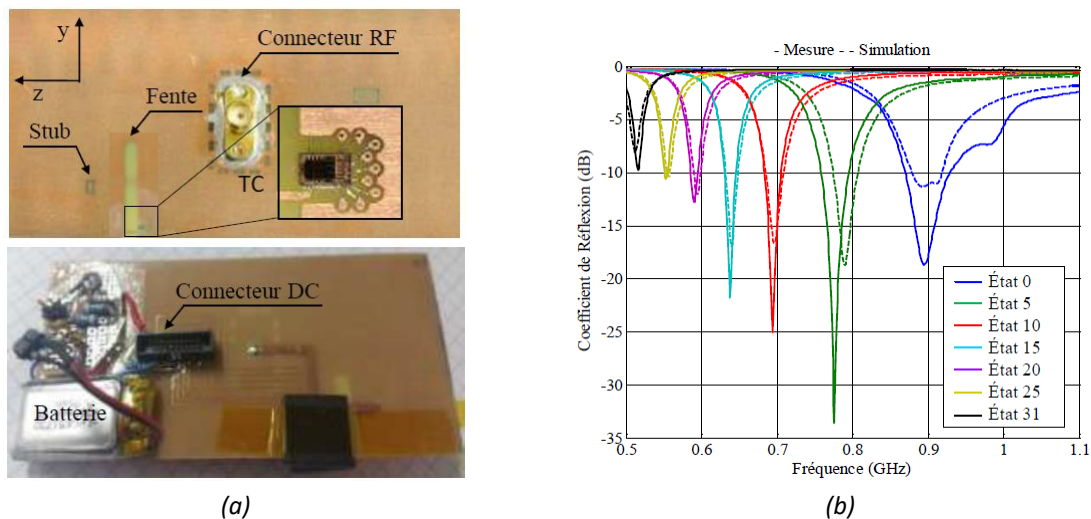 y
z
Connecteur RF
Fente
Stub
TC
Connecteur DC
Batterie
(a)
- Mesure - - Simulation
Coefficient de Réflexion (dB)
0
-5
-10
-15
-20
-25
-30
-35
0.5 0.6 0.7 0.8 0.9 1 1.1
Fréquence (GHz)
État 0
État 5
État 10
État 15
État 20
État 25
État 31
(b)